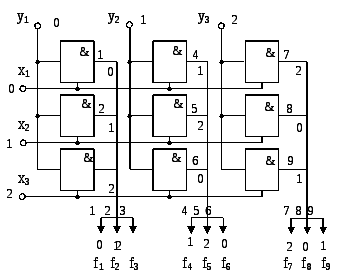 y₁ 0 y₂ 1 y₃ 2
& 1 & 4 & 7
x₁ 0 1 2
0
& 2 & 5 & 8
x₂ 1 2 0
1
& 3 & 6 & 9
x₃ 2 0 1
2
1 2 3 4 5 6 7 8 9
0 1 2 1 2 0 2 0 1
f₁ f₂ f₃ f₄ f₅ f₆ f₇ f₈ f₉